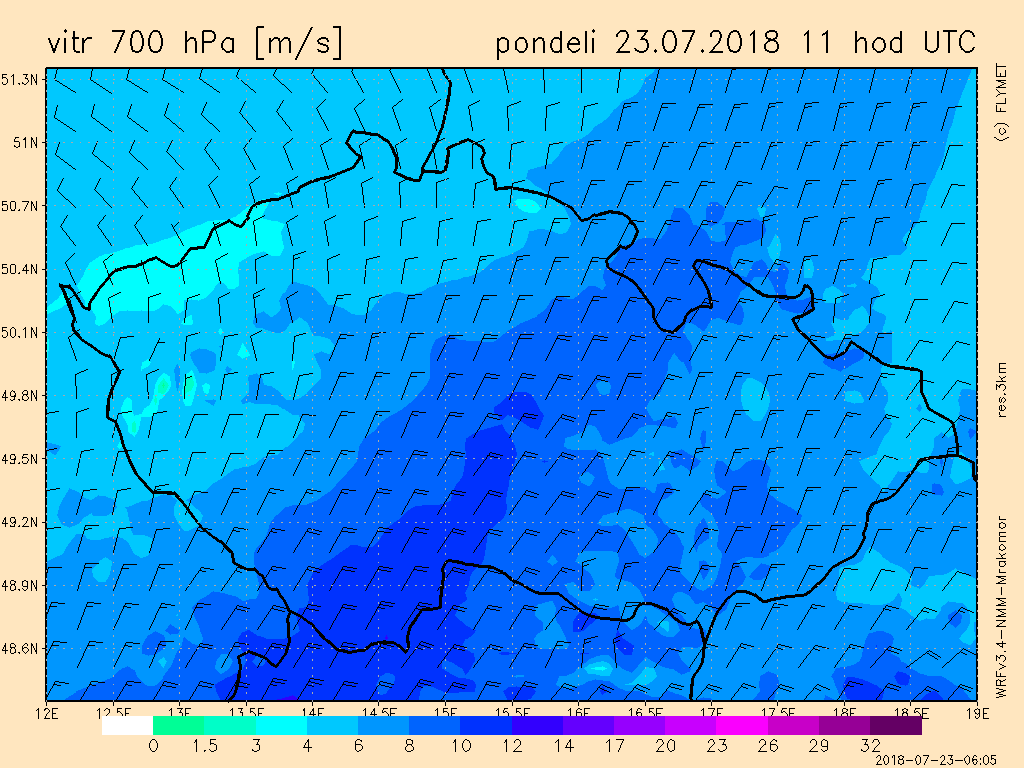 vitr 700 hPa [m/s]
pondeli 23.07.2018 11 hod UTC
(c) FLYMET
res.3km
WRFv3.4-NMM-Mrakomor
51.3N
51N
50.7N
50.4N
50.1N
49.8N
49.5N
49.2N
48.9N
48.6N
12E 12.5E 13E 13.5E 14E 14.5E 15E 15.5E 16E 16.5E 17E 17.5E 18E 18.5E 19E
0 1.5 3 4 6 8 10 12 14 17 20 23 26 29 32
2018-07-23-06:05